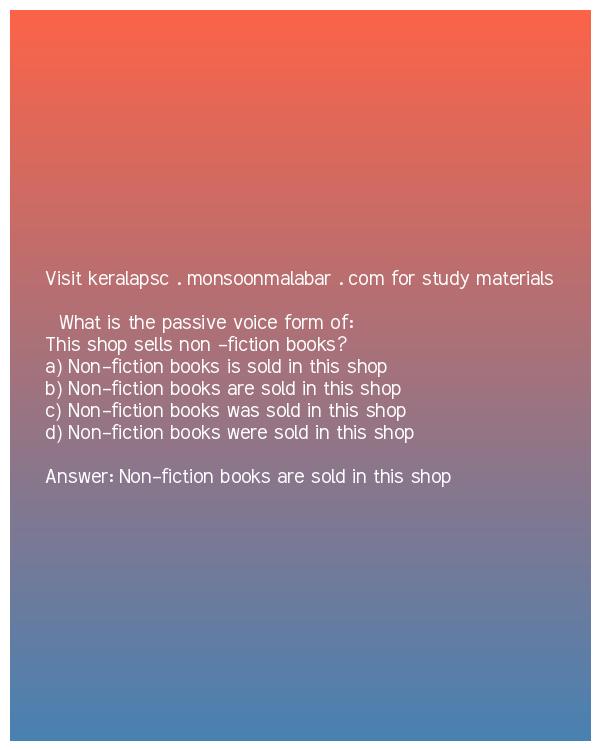 Visit keralapsc . monsoonmalabar . com for study materials
What is the passive voice form of:
This shop sells non -fiction books?
a) Non-fiction books is sold in this shop
b) Non-fiction books are sold in this shop
c) Non-fiction books was sold in this shop
d) Non-fiction books were sold in this shop
Answer: Non-fiction books are sold in this shop